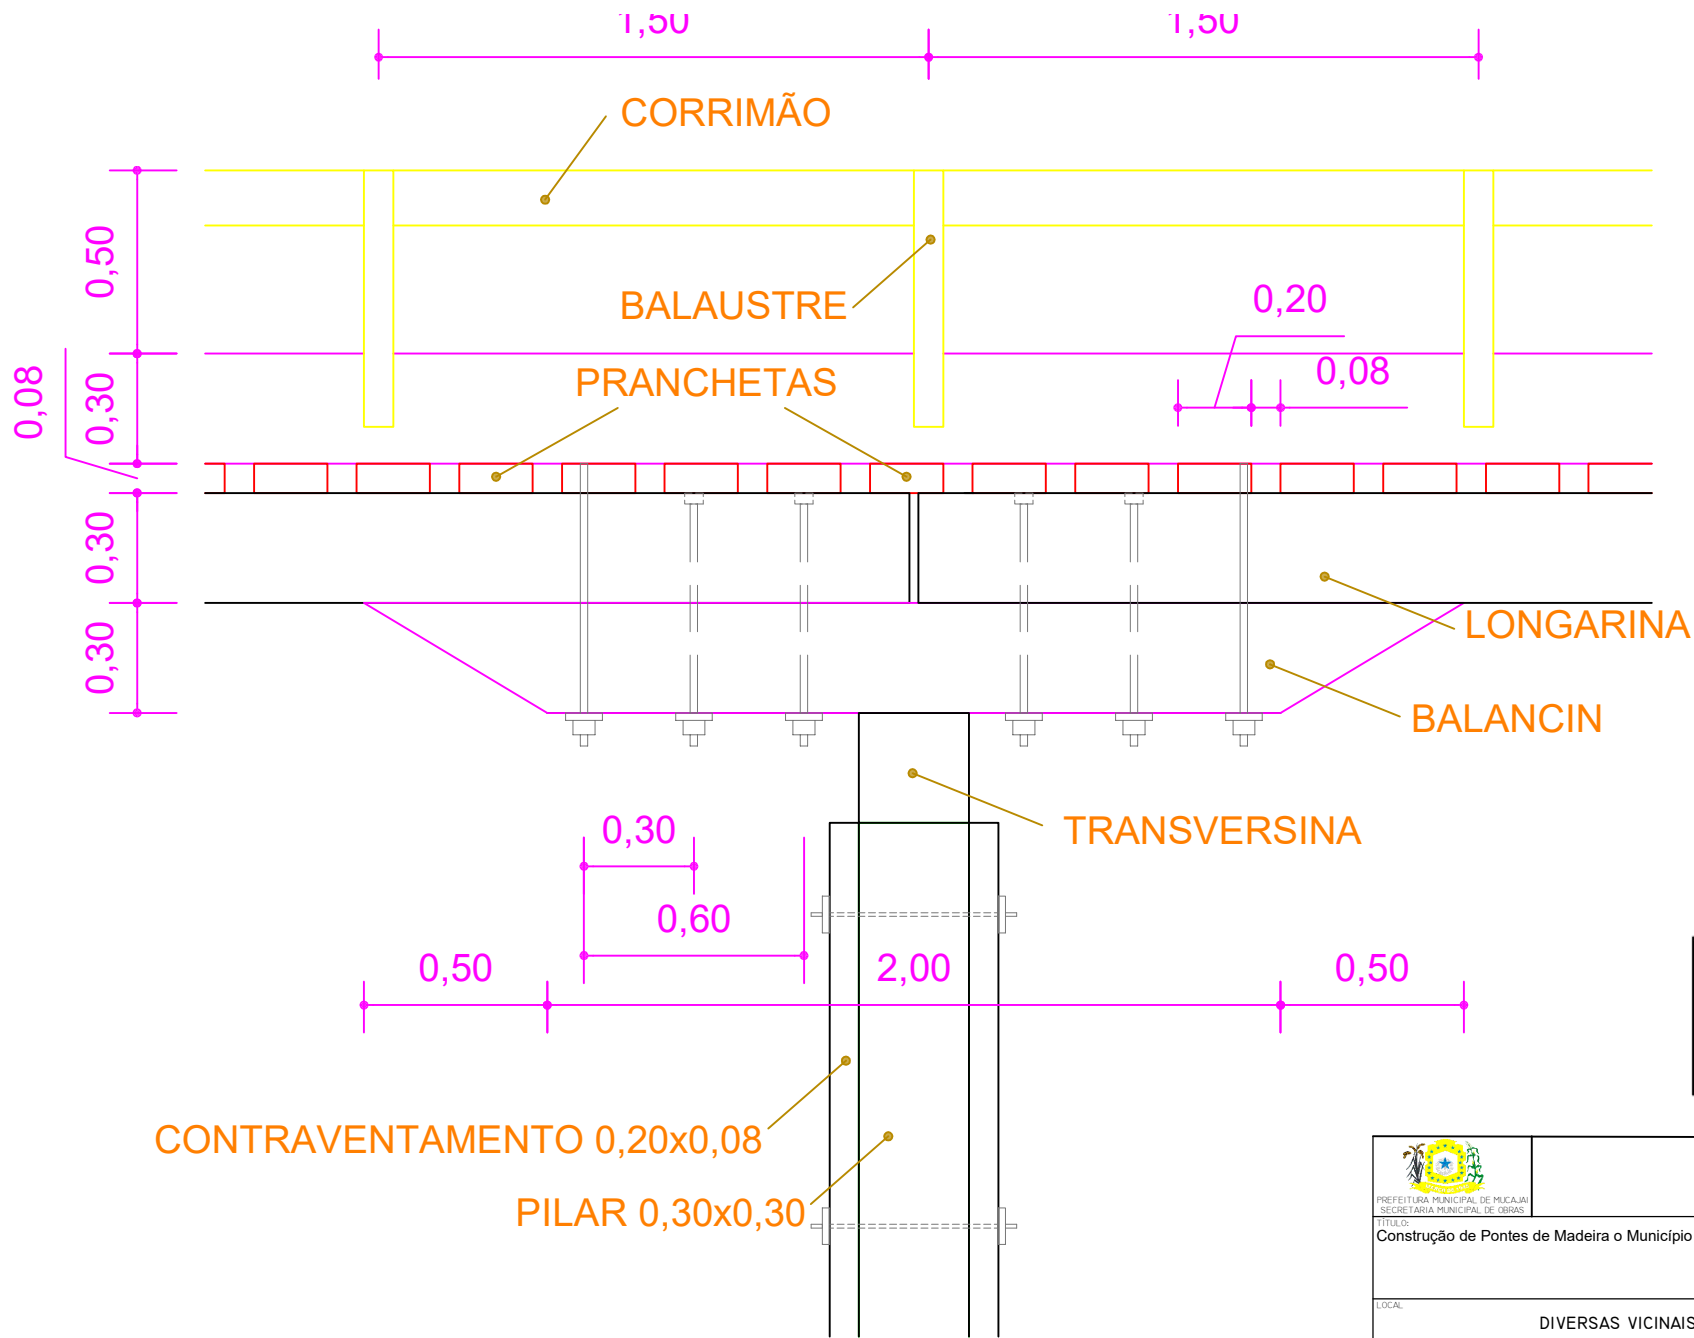 1,50
1,50
CORRIMÃO
0,50
BALAUSTRE
0,20
0,08
0,08
0,30
PRANCHETAS
0,30
LONGARINA
0,30
BALANCIN
TRANSVERSINA
0,30
0,60
0,50
2,00
0,50
CONTRAVENTAMENTO 0,20x0,08
PILAR 0,30x0,30
PREFEITURA MUNICIPAL DE MUCAJAI
SECRETARIA MUNICIPAL DE OBRAS
TÍTULO:
Construção de Pontes de Madeira o Município
LOCAL
DIVERSAS VICINAIS